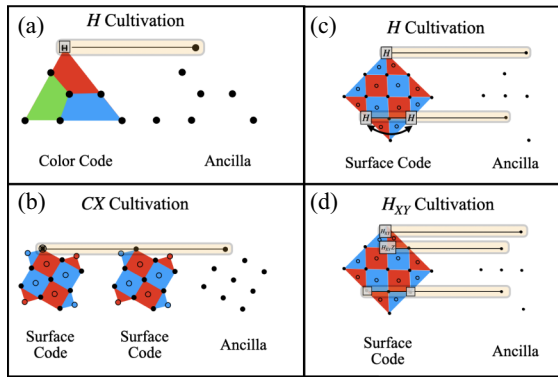 (a)
H Cultivation
H
Color Code
Ancilla
(b)
CX Cultivation
Surface
Code
Surface
Code
Ancilla
(c)
H Cultivation
H
H
H
Surface Code
Ancilla
(d)
H_XY Cultivation
H_XY
Surface
Code
Ancilla